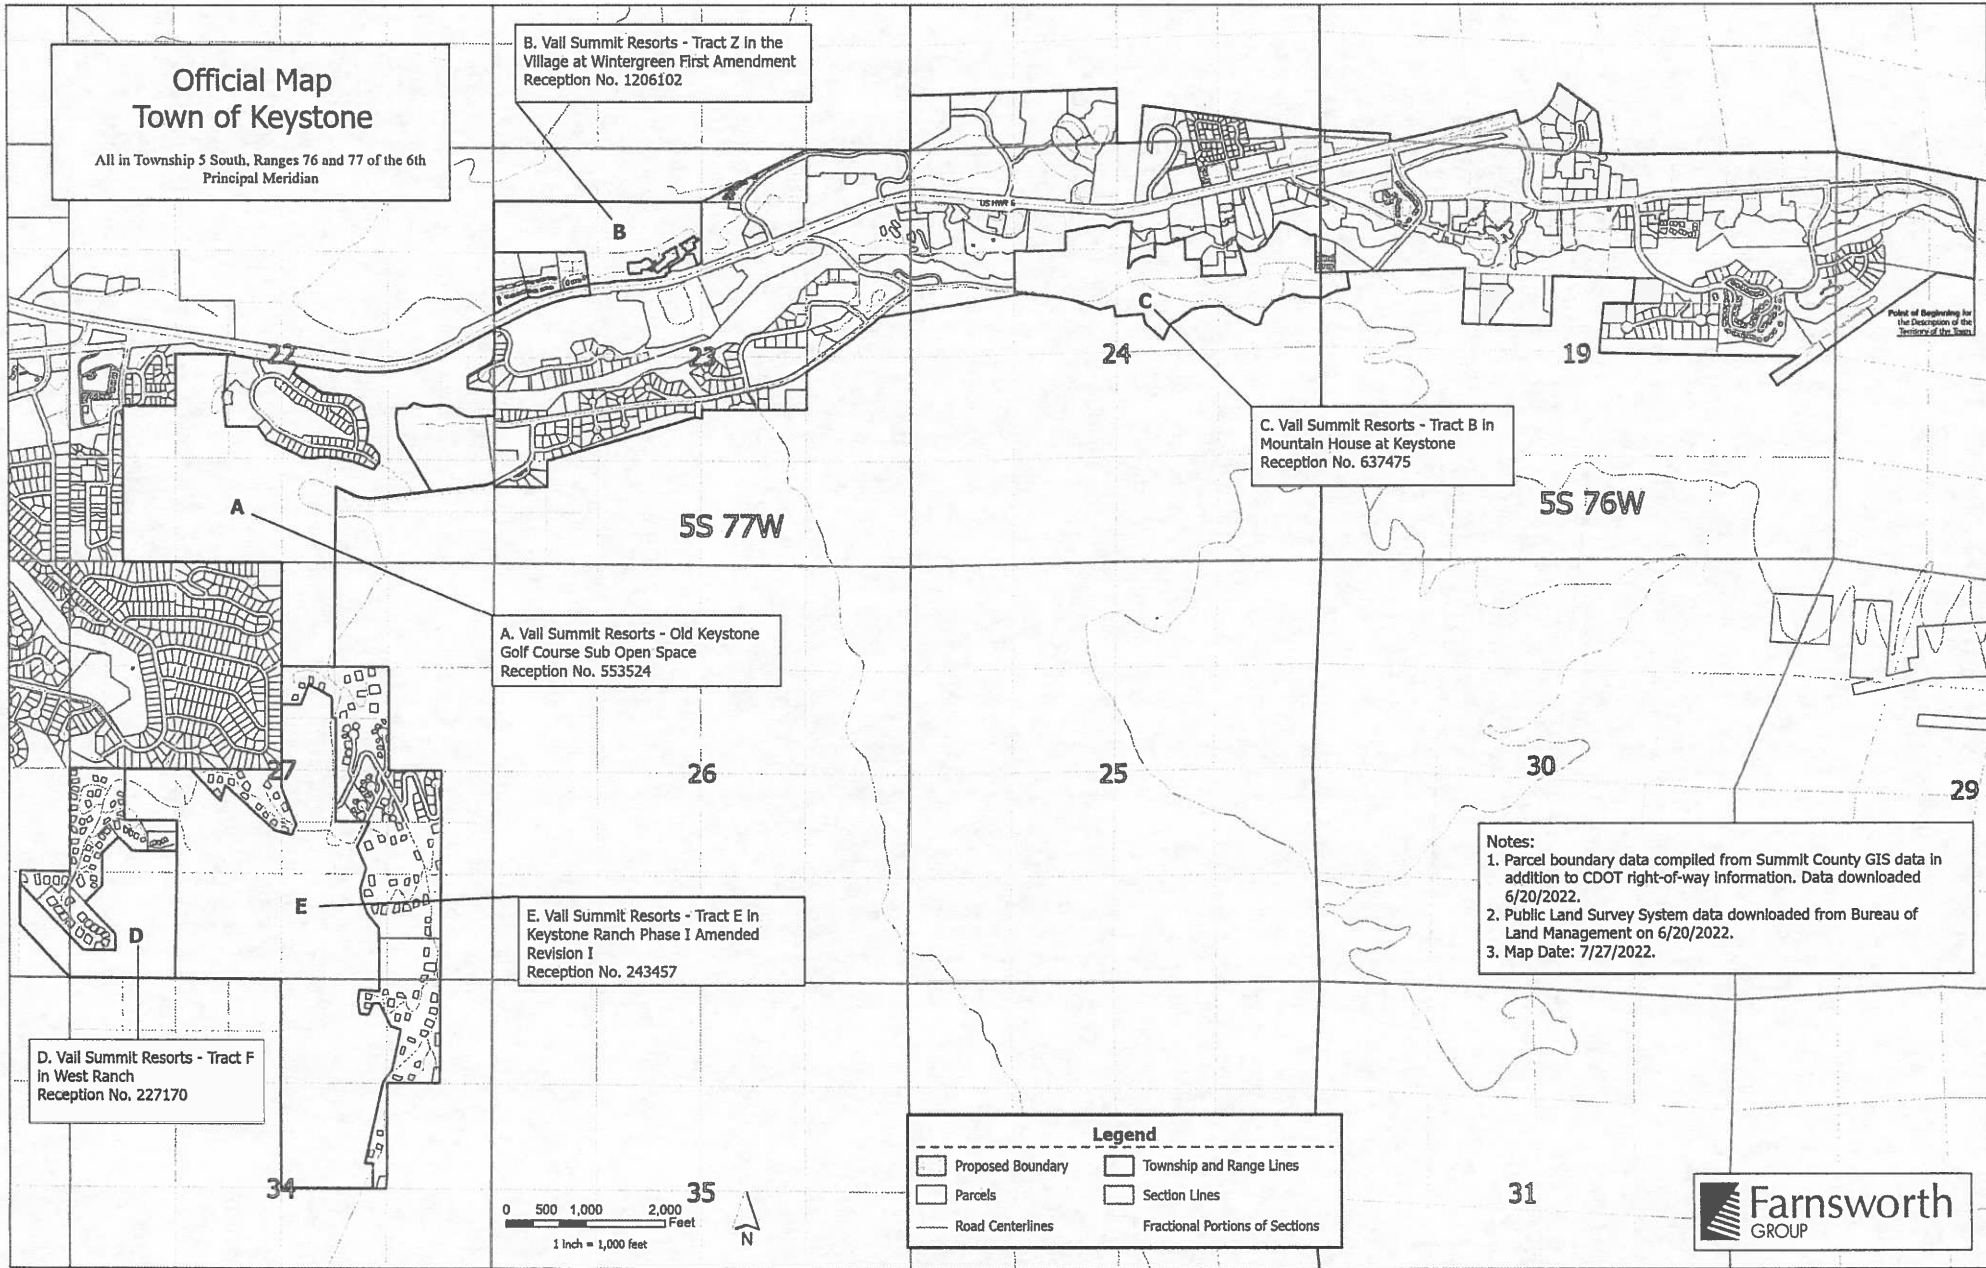 Official Map
Town of Keystone
All in Township 5 South, Ranges 76 and 77 of the 6th
Principal Meridian
B. Vail Summit Resorts - Tract Z in the
Village at Wintergreen First Amendment
Reception No. 1206102
B
US HWY 6
C
22
23
24
19
Point of Beginning for
the Description of the
Territory of the Town
C. Vail Summit Resorts - Tract B in
Mountain House at Keystone
Reception No. 637475
A
5S 77W
5S 76W
A. Vail Summit Resorts - Old Keystone
Golf Course Sub Open Space
Reception No. 553524
27
26
25
30
29
E
D
E. Vail Summit Resorts - Tract E in
Keystone Ranch Phase I Amended
Revision I
Reception No. 243457
Notes:
1. Parcel boundary data compiled from Summit County GIS data in
addition to CDOT right-of-way information. Data downloaded
6/20/2022.
2. Public Land Survey System data downloaded from Bureau of
Land Management on 6/20/2022.
3. Map Date: 7/27/2022.
D. Vail Summit Resorts - Tract F
in West Ranch
Reception No. 227170
34
35
31
0 500 1,000 2,000
Feet
1 inch = 1,000 feet
N
Legend
Proposed Boundary
Township and Range Lines
Parcels
Section Lines
Road Centerlines
Fractional Portions of Sections
Farnsworth
GROUP